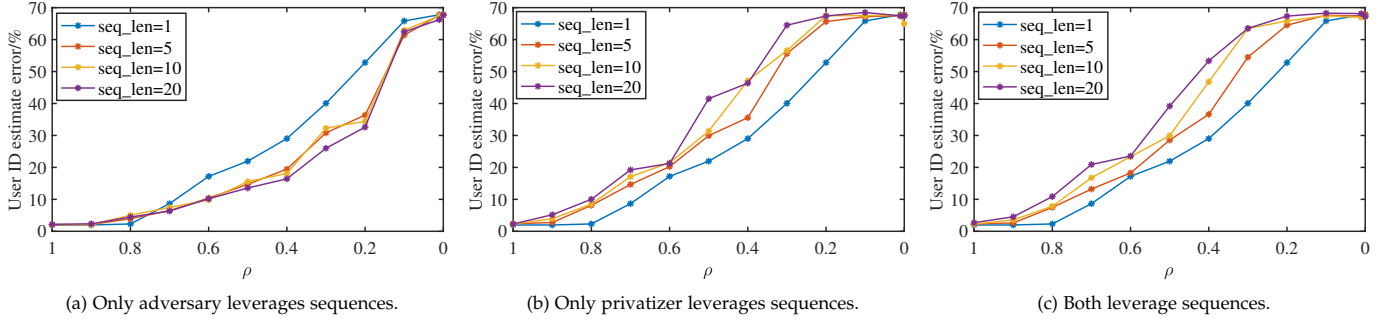 User ID estimate error/%
70
60
50
40
30
20
10
0
seq_len=1
seq_len=5
seq_len=10
seq_len=20
1
0.8
0.6
0.4
0.2
0
ρ
(a) Only adversary leverages sequences.
User ID estimate error/%
70
60
50
40
30
20
10
0
seq_len=1
seq_len=5
seq_len=10
seq_len=20
1
0.8
0.6
0.4
0.2
0
ρ
(b) Only privatizer leverages sequences.
User ID estimate error/%
70
60
50
40
30
20
10
0
seq_len=1
seq_len=5
seq_len=10
seq_len=20
1
0.8
0.6
0.4
0.2
0
ρ
(c) Both leverage sequences.